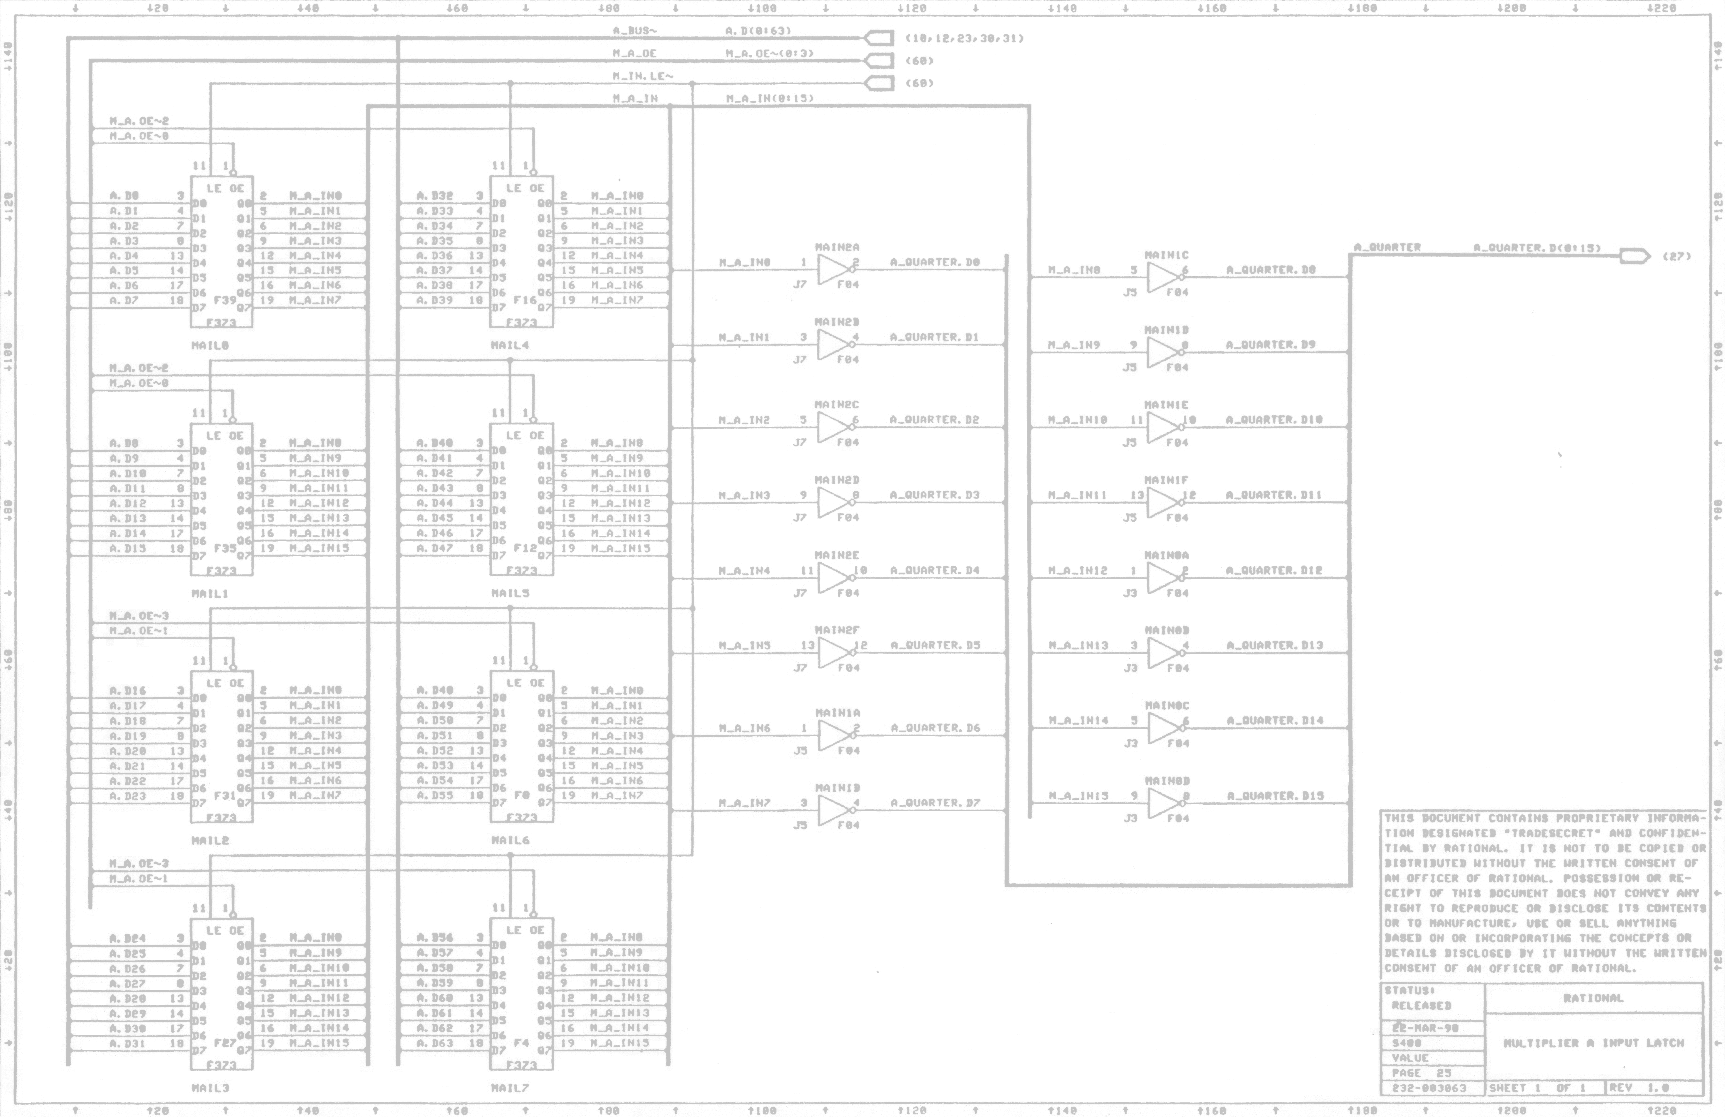 ↓ ↓120 ↓ ↓140 ↓ ↓160 ↓ ↓180 ↓ ↓1100 ↓ ↓1120 ↓ ↓1140 ↓ ↓1160 ↓ ↓1180 ↓ ↓1200 ↓ ↓1220
A_BUS~ A.D(0:63) (10,12,23,30,31)
M_A_OE M_A.OE~(0:3) (60)
M_IN.LE~ (60)
M_A_IN M_A_IN(0:15)
M_A.OE~2
M_A.OE~0
11 1 LE OE
A.D0 3 D0 Q0 2 M_A_IN0
A.D1 4 D1 Q1 5 M_A_IN1
A.D2 7 D2 Q2 6 M_A_IN2
A.D3 8 D3 Q3 9 M_A_IN3
A.D4 13 D4 Q4 12 M_A_IN4
A.D5 14 D5 Q5 15 M_A_IN5
A.D6 17 D6 Q6 16 M_A_IN6
A.D7 18 D7 F39 Q7 19 M_A_IN7
F373
MAIL0
11 1 LE OE
A.D32 3 D0 Q0 2 M_A_IN0
A.D33 4 D1 Q1 5 M_A_IN1
A.D34 7 D2 Q2 6 M_A_IN2
A.D35 8 D3 Q3 9 M_A_IN3
A.D36 13 D4 Q4 12 M_A_IN4
A.D37 14 D5 Q5 15 M_A_IN5
A.D38 17 D6 Q6 16 M_A_IN6
A.D39 18 D7 F16 Q7 19 M_A_IN7
F373
MAIL4
M_A.OE~2
M_A.OE~0
11 1 LE OE
A.D8 3 D0 Q0 2 M_A_IN8
A.D9 4 D1 Q1 5 M_A_IN9
A.D10 7 D2 Q2 6 M_A_IN10
A.D11 8 D3 Q3 9 M_A_IN11
A.D12 13 D4 Q4 12 M_A_IN12
A.D13 14 D5 Q5 15 M_A_IN13
A.D14 17 D6 Q6 16 M_A_IN14
A.D15 18 D7 F35 Q7 19 M_A_IN15
F373
MAIL1
11 1 LE OE
A.D40 3 D0 Q0 2 M_A_IN8
A.D41 4 D1 Q1 5 M_A_IN9
A.D42 7 D2 Q2 6 M_A_IN10
A.D43 8 D3 Q3 9 M_A_IN11
A.D44 13 D4 Q4 12 M_A_IN12
A.D45 14 D5 Q5 15 M_A_IN13
A.D46 17 D6 Q6 16 M_A_IN14
A.D47 18 D7 F12 Q7 19 M_A_IN15
F373
MAIL5
M_A.OE~3
M_A.OE~1
11 1 LE OE
A.D16 3 D0 Q0 2 M_A_IN0
A.D17 4 D1 Q1 5 M_A_IN1
A.D18 7 D2 Q2 6 M_A_IN2
A.D19 8 D3 Q3 9 M_A_IN3
A.D20 13 D4 Q4 12 M_A_IN4
A.D21 14 D5 Q5 15 M_A_IN5
A.D22 17 D6 Q6 16 M_A_IN6
A.D23 18 D7 F31 Q7 19 M_A_IN7
F373
MAIL2
11 1 LE OE
A.D48 3 D0 Q0 2 M_A_IN0
A.D49 4 D1 Q1 5 M_A_IN1
A.D50 7 D2 Q2 6 M_A_IN2
A.D51 8 D3 Q3 9 M_A_IN3
A.D52 13 D4 Q4 12 M_A_IN4
A.D53 14 D5 Q5 15 M_A_IN5
A.D54 17 D6 Q6 16 M_A_IN6
A.D55 18 D7 F8 Q7 19 M_A_IN7
F373
MAIL6
M_A.OE~3
M_A.OE~1
11 1 LE OE
A.D24 3 D0 Q0 2 M_A_IN8
A.D25 4 D1 Q1 5 M_A_IN9
A.D26 7 D2 Q2 6 M_A_IN10
A.D27 8 D3 Q3 9 M_A_IN11
A.D28 13 D4 Q4 12 M_A_IN12
A.D29 14 D5 Q5 15 M_A_IN13
A.D30 17 D6 Q6 16 M_A_IN14
A.D31 18 D7 F27 Q7 19 M_A_IN15
F373
MAIL3
11 1 LE OE
A.D56 3 D0 Q0 2 M_A_IN8
A.D57 4 D1 Q1 5 M_A_IN9
A.D58 7 D2 Q2 6 M_A_IN10
A.D59 8 D3 Q3 9 M_A_IN11
A.D60 13 D4 Q4 12 M_A_IN12
A.D61 14 D5 Q5 15 M_A_IN13
A.D62 17 D6 Q6 16 M_A_IN14
A.D63 18 D7 F4 Q7 19 M_A_IN15
F373
MAIL7
MAIN2A
M_A_IN0 1 2 A_QUARTER.D0
J7 F04
MAIN2B
M_A_IN1 3 4 A_QUARTER.D1
J7 F04
MAIN2C
M_A_IN2 5 6 A_QUARTER.D2
J7 F04
MAIN2D
M_A_IN3 9 8 A_QUARTER.D3
J7 F04
MAIN2E
M_A_IN4 11 10 A_QUARTER.D4
J7 F04
MAIN2F
M_A_IN5 13 12 A_QUARTER.D5
J7 F04
MAIN1A
M_A_IN6 1 2 A_QUARTER.D6
J5 F04
MAIN1B
M_A_IN7 3 4 A_QUARTER.D7
J5 F04
MAIN1C
M_A_IN8 5 6 A_QUARTER.D8
J5 F04
MAIN1D
M_A_IN9 9 8 A_QUARTER.D9
J5 F04
MAIN1E
M_A_IN10 11 10 A_QUARTER.D10
J5 F04
MAIN1F
M_A_IN11 13 12 A_QUARTER.D11
J5 F04
MAIN0A
M_A_IN12 1 2 A_QUARTER.D12
J3 F04
MAIN0B
M_A_IN13 3 4 A_QUARTER.D13
J3 F04
MAIN0C
M_A_IN14 5 6 A_QUARTER.D14
J3 F04
MAIN0D
M_A_IN15 9 8 A_QUARTER.D15
J3 F04
A_QUARTER A_QUARTER.D(0:15) (27)
THIS DOCUMENT CONTAINS PROPRIETARY INFORMA-
TION DESIGNATED "TRADESECRET" AND CONFIDEN-
TIAL BY RATIONAL. IT IS NOT TO BE COPIED OR
DISTRIBUTED WITHOUT THE WRITTEN CONSENT OF
AN OFFICER OF RATIONAL. POSSESSION OR RE-
CEIPT OF THIS DOCUMENT DOES NOT CONVEY ANY
RIGHT TO REPRODUCE OR DISCLOSE ITS CONTENTS
OR TO MANUFACTURE, USE OR SELL ANYTHING
BASED ON OR INCORPORATING THE CONCEPTS OR
DETAILS DISCLOSED BY IT WITHOUT THE WRITTEN
CONSENT OF AN OFFICER OF RATIONAL.
STATUS:
RELEASED
22-MAR-90
S400
VALUE
PAGE 25
232-003063
RATIONAL
MULTIPLIER A INPUT LATCH
SHEET 1 OF 1 REV 1.0